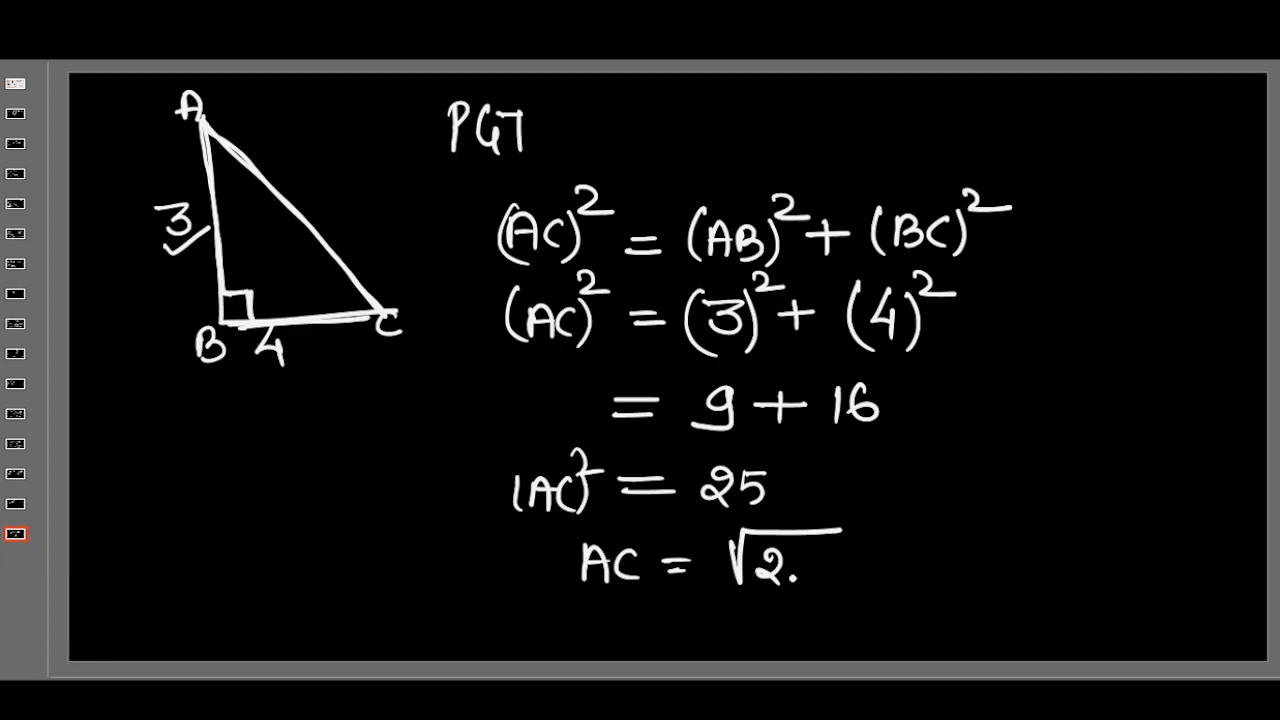 A
PGT
3
(AC)² = (AB)² + (BC)²
(AC)² = (3)² + (4)²
B 4 C
= 9 + 16
(AC)² = 25
AC = √2.